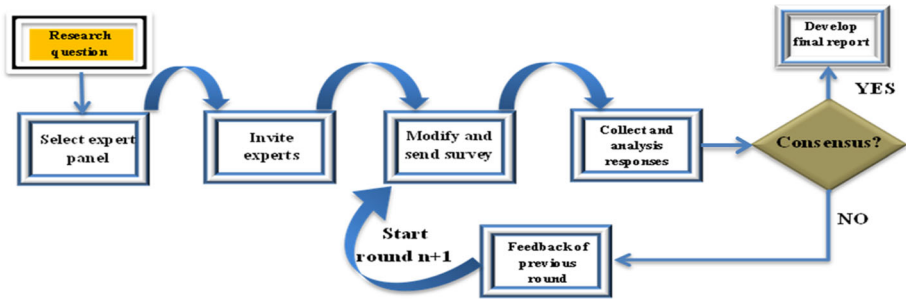 Research
question
Select expert
panel
Invite
experts
Modify and
send survey
Collect and
analysis
responses
Consensus?
YES
Develop
final report
NO
Feedback of
previous
round
Start
round n+1